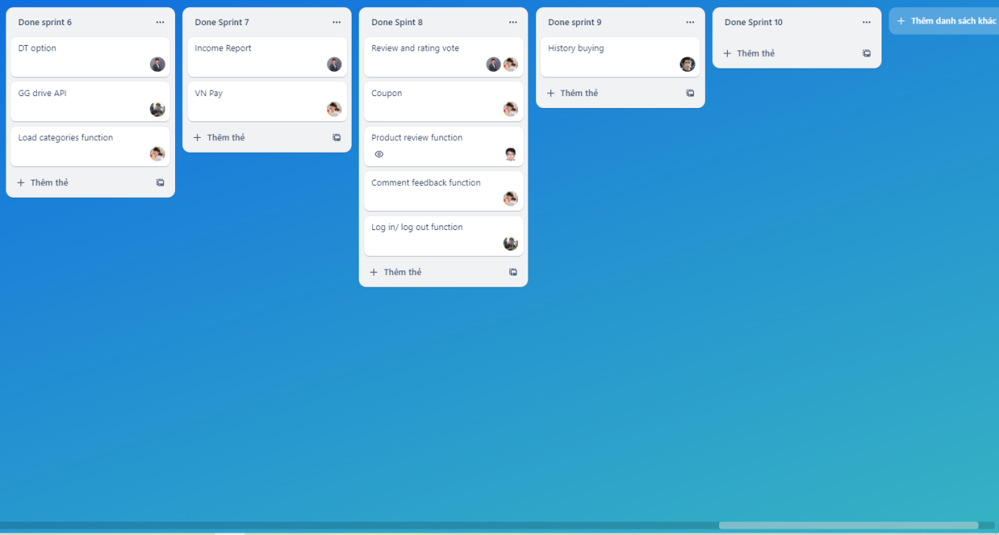 Done sprint 6
DT option
GG drive API
Load categories function
Thêm thẻ
Done Sprint 7
Income Report
VN Pay
Thêm thẻ
Done Spint 8
Review and rating vote
Coupon
Product review function
Comment feedback function
Log in/ log out function
Thêm thẻ
Done sprint 9
History buying
Thêm thẻ
Done Sprint 10
Thêm thẻ
Thêm danh sách khác